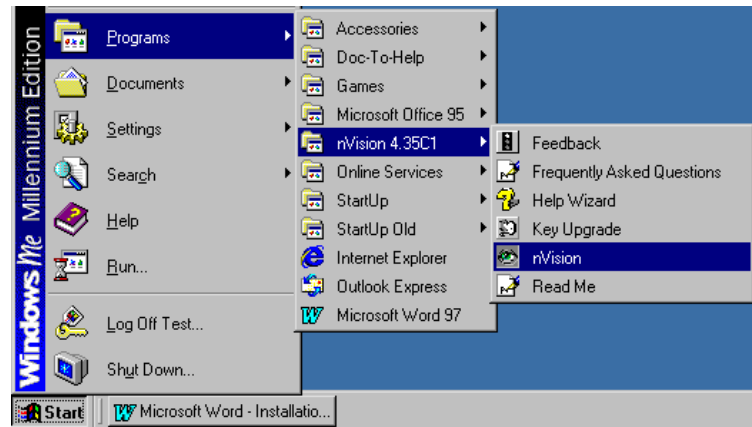 Windows Me Millennium Edition
Programs
Documents
Settings
Search
Help
Run...
Log Off Test...
Shut Down...
Accessories
Doc-To-Help
Games
Microsoft Office 95
nVision 4.35C1
Online Services
StartUp
StartUp Old
Internet Explorer
Outlook Express
Microsoft Word 97
Feedback
Frequently Asked Questions
Help Wizard
Key Upgrade
nVision
Read Me
Start
Microsoft Word - Installatio...